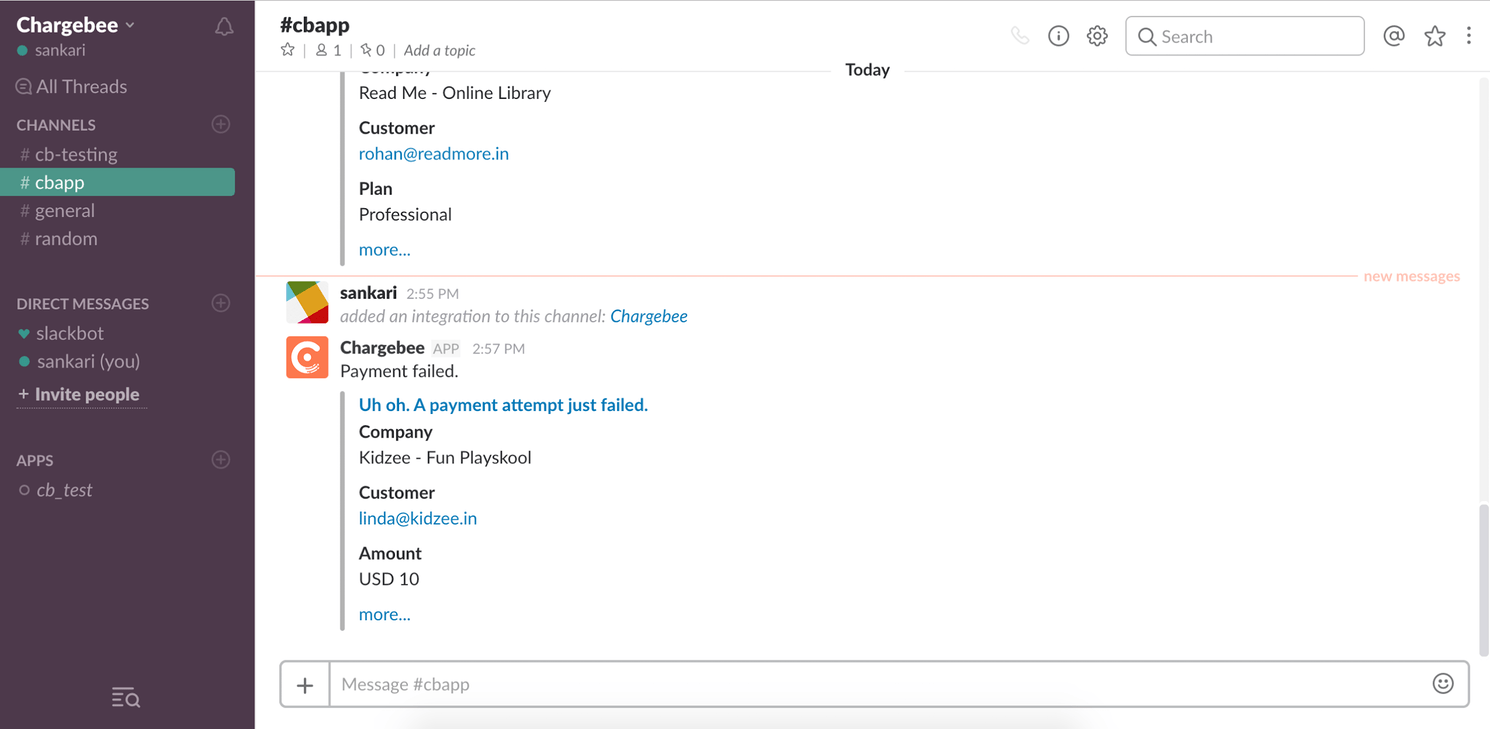 Chargebee
sankari
All Threads
CHANNELS
# cb-testing
# cbapp
# general
# random
DIRECT MESSAGES
slackbot
sankari (you)
+ Invite people
APPS
cb_test
#cbapp
1 | 0 | Add a topic
Search
Today
Company
Read Me - Online Library
Customer
rohan@readmore.in
Plan
Professional
more...
new messages
sankari 2:55 PM
added an integration to this channel: Chargebee
Chargebee APP 2:57 PM
Payment failed.
Uh oh. A payment attempt just failed.
Company
Kidzee - Fun Playskool
Customer
linda@kidzee.in
Amount
USD 10
more...
Message #cbapp